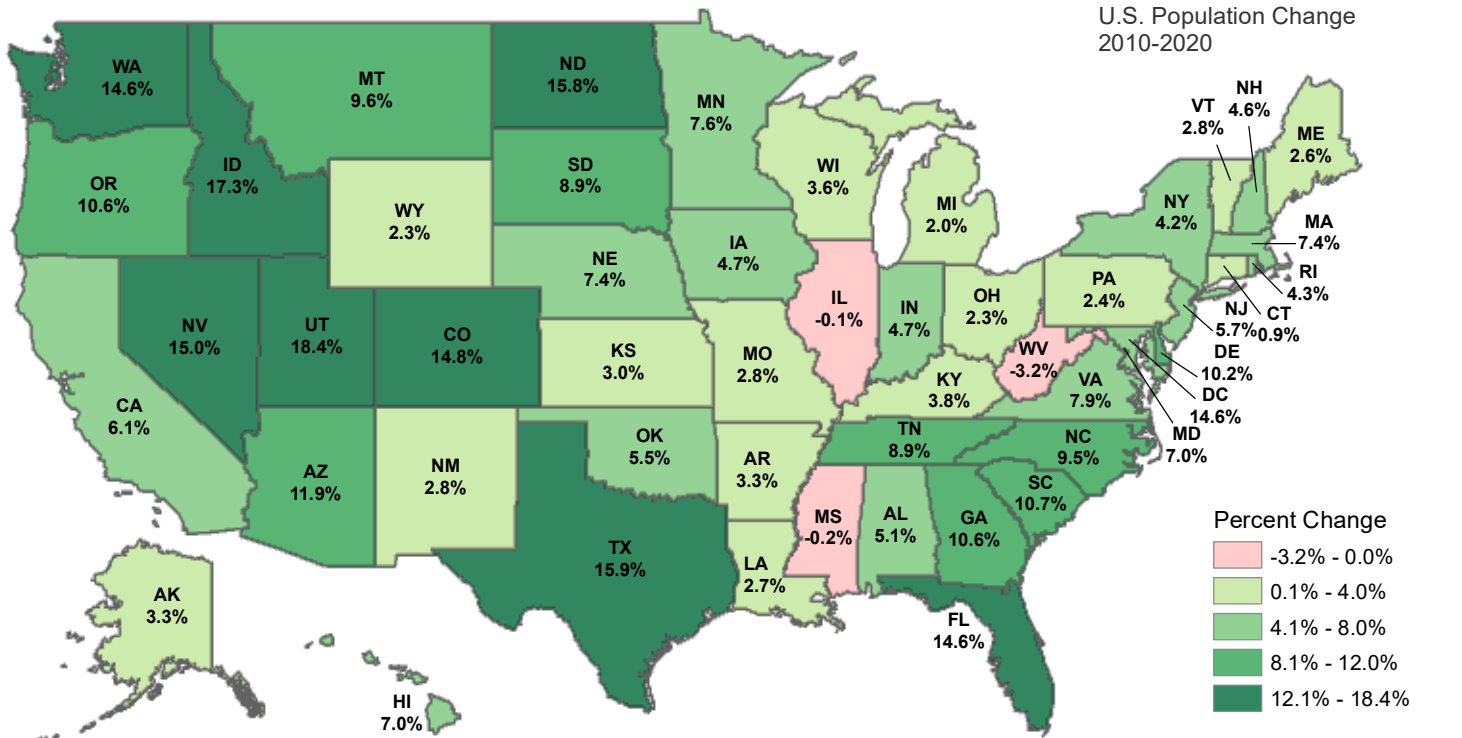 U.S. Population Change
2010-2020
WA
14.6%
MT
9.6%
ND
15.8%
MN
7.6%
ID
17.3%
OR
10.6%
WY
2.3%
SD
8.9%
WI
3.6%
MI
2.0%
NY
4.2%
VT
2.8%
NH
4.6%
ME
2.6%
MA
7.4%
RI
4.3%
CT
0.9%
NJ
5.7%
DE
10.2%
DC
14.6%
MD
7.0%
PA
2.4%
OH
2.3%
IN
4.7%
IL
-0.1%
IA
4.7%
NE
7.4%
NV
15.0%
UT
18.4%
CO
14.8%
KS
3.0%
MO
2.8%
KY
3.8%
WV
-3.2%
VA
7.9%
CA
6.1%
AZ
11.9%
NM
2.8%
OK
5.5%
AR
3.3%
TN
8.9%
NC
9.5%
SC
10.7%
GA
10.6%
AL
5.1%
MS
-0.2%
LA
2.7%
TX
15.9%
FL
14.6%
AK
3.3%
HI
7.0%
Percent Change
-3.2% - 0.0%
0.1% - 4.0%
4.1% - 8.0%
8.1% - 12.0%
12.1% - 18.4%